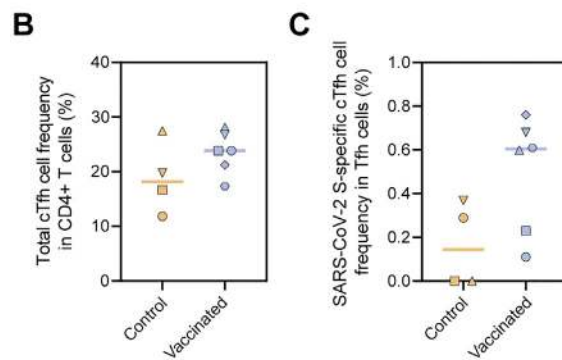 B
Total cTfh cell frequency
in CD4+ T cells (%)
40
30
20
10
0
Control
Vaccinated
C
SARS-CoV-2 S-specific cTfh cell
frequency in Tfh cells (%)
1.0
0.8
0.6
0.4
0.2
0.0
Control
Vaccinated